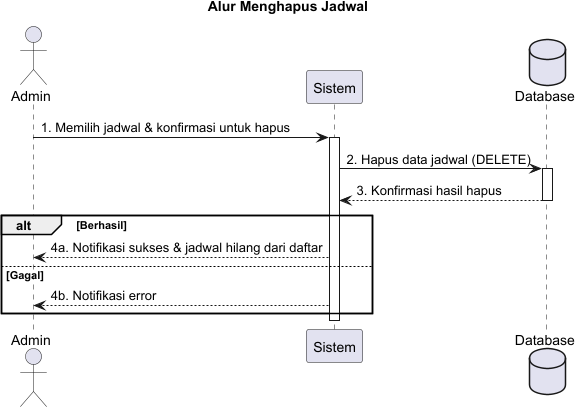 Alur Menghapus Jadwal
Admin
Sistem
Database
1. Memilih jadwal & konfirmasi untuk hapus
2. Hapus data jadwal (DELETE)
3. Konfirmasi hasil hapus
alt [Berhasil]
4a. Notifikasi sukses & jadwal hilang dari daftar
[Gagal]
4b. Notifikasi error
Admin
Sistem
Database